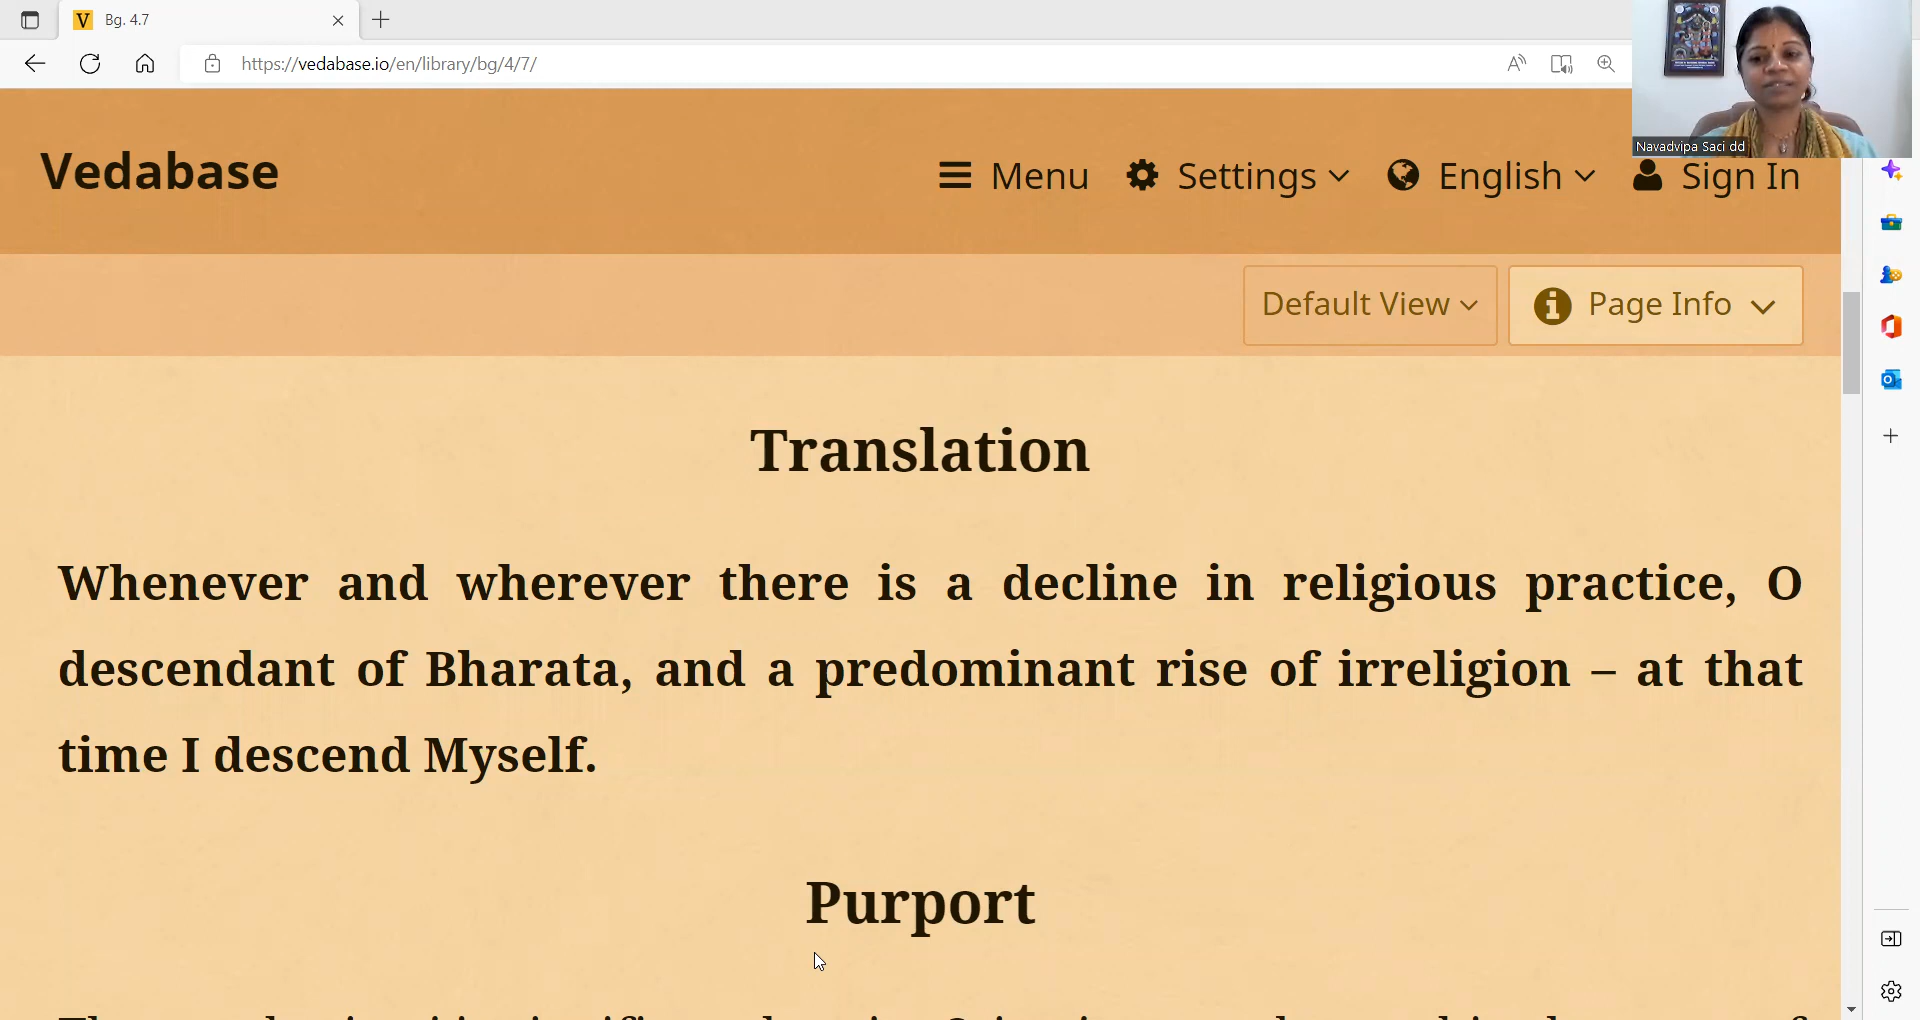 Bg. 4.7
https://vedabase.io/en/library/bg/4/7/
Navadvipa Saci dd
Vedabase
Menu
Settings
English
Sign In
Default View
Page Info
Translation
Whenever and wherever there is a decline in religious practice, O
descendant of Bharata, and a predominant rise of irreligion – at that
time I descend Myself.
Purport